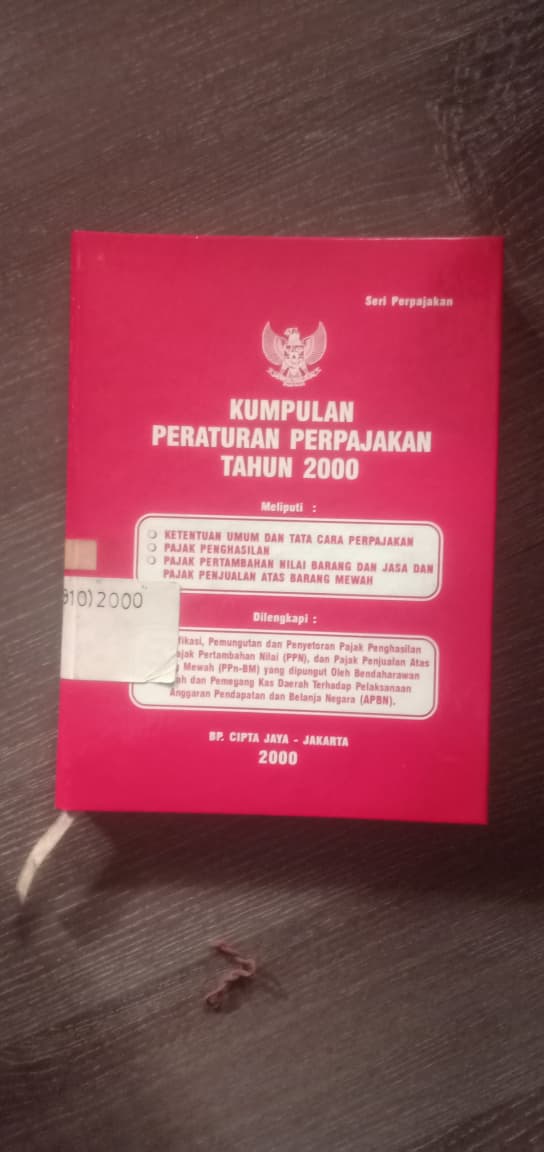 Seri Perpajakan
KUMPULAN
PERATURAN PERPAJAKAN
TAHUN 2000
Meliputi :
KETENTUAN UMUM DAN TATA CARA PERPAJAKAN
PAJAK PENGHASILAN
PAJAK PERTAMBAHAN NILAI BARANG DAN JASA DAN
PAJAK PENJUALAN ATAS BARANG MEWAH
910)2000
Dilengkapi :
fikasi, Pemungutan dan Penyetoran Pajak Penghasilan
ajak Pertambahan Nilai (PPN), dan Pajak Penjualan Atas
g Mewah (PPn-BM) yang dipungut Oleh Bendaharawan
ah dan Pemegang Kas Daerah Terhadap Pelaksanaan
Anggaran Pendapatan dan Belanja Negara (APBN).
BP. CIPTA JAYA - JAKARTA
2000